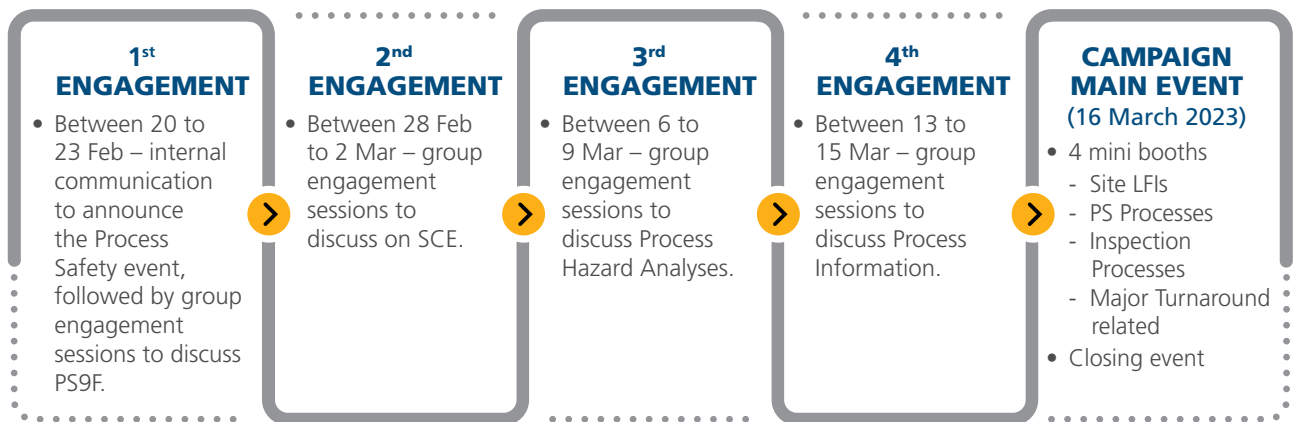 1st
ENGAGEMENT
• Between 20 to
23 Feb – internal
communication
to announce
the Process
Safety event,
followed by group
engagement
sessions to discuss
PS9F.
2nd
ENGAGEMENT
• Between 28 Feb
to 2 Mar – group
engagement
sessions to
discuss on SCE.
3rd
ENGAGEMENT
• Between 6 to
9 Mar – group
engagement
sessions to
discuss Process
Hazard Analyses.
4th
ENGAGEMENT
• Between 13 to
15 Mar – group
engagement
sessions to
discuss Process
Information.
CAMPAIGN
MAIN EVENT
(16 March 2023)
• 4 mini booths
- Site LFIs
- PS Processes
- Inspection
Processes
- Major Turnaround
related
• Closing event